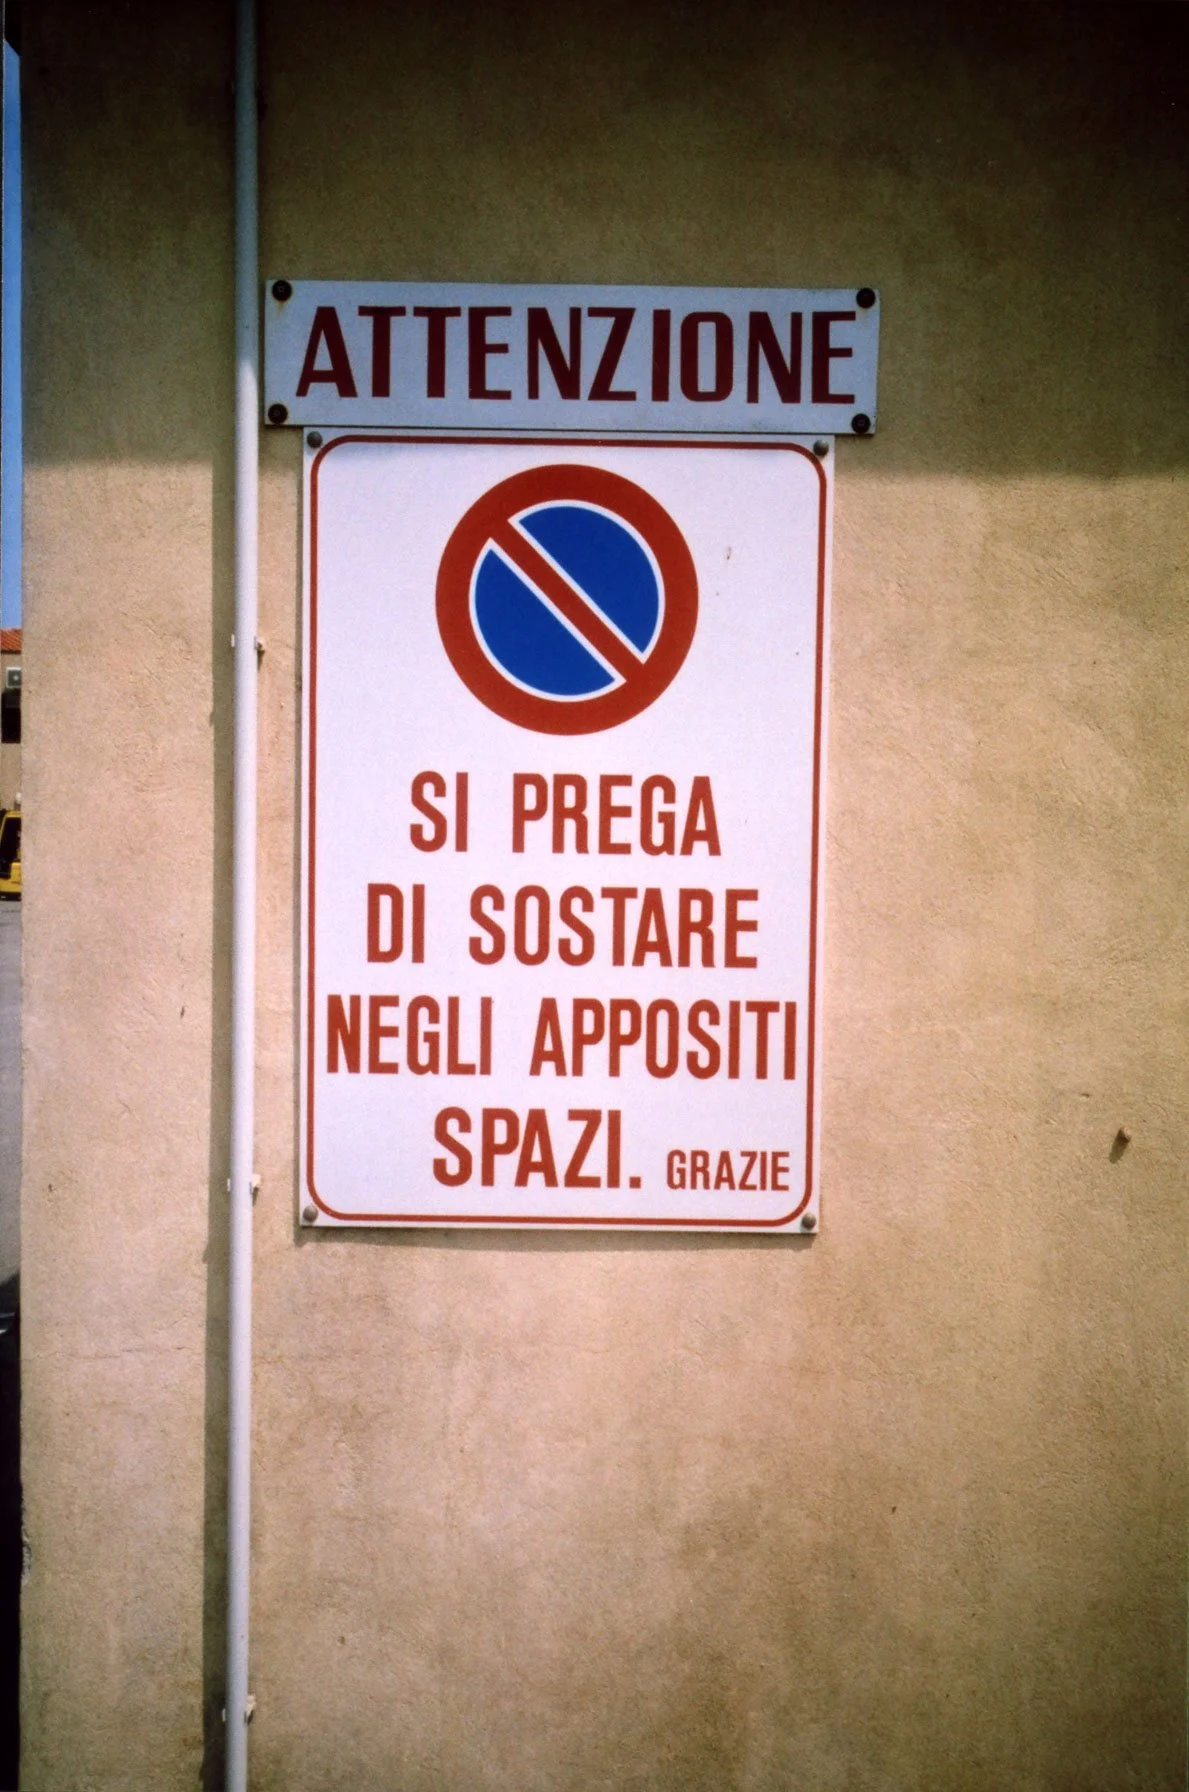 ATTENZIONE
SI PREGA
DI SOSTARE
NEGLI APPOSITI
SPAZI. GRAZIE